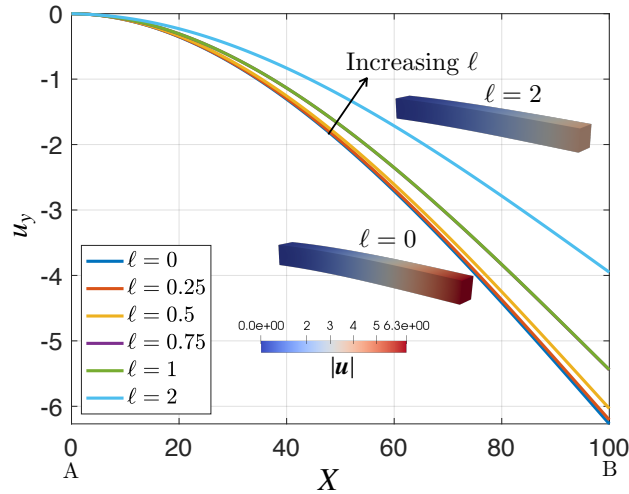 0
-1
-2
-3
-4
-5
-6
u_y
Increasing ℓ
ℓ = 2
ℓ = 0
ℓ = 0
ℓ = 0.25
ℓ = 0.5
ℓ = 0.75
ℓ = 1
ℓ = 2
0.0e+00 2 3 4 5 6.3e+00
|u|
0 20 40 60 80 100
A X B